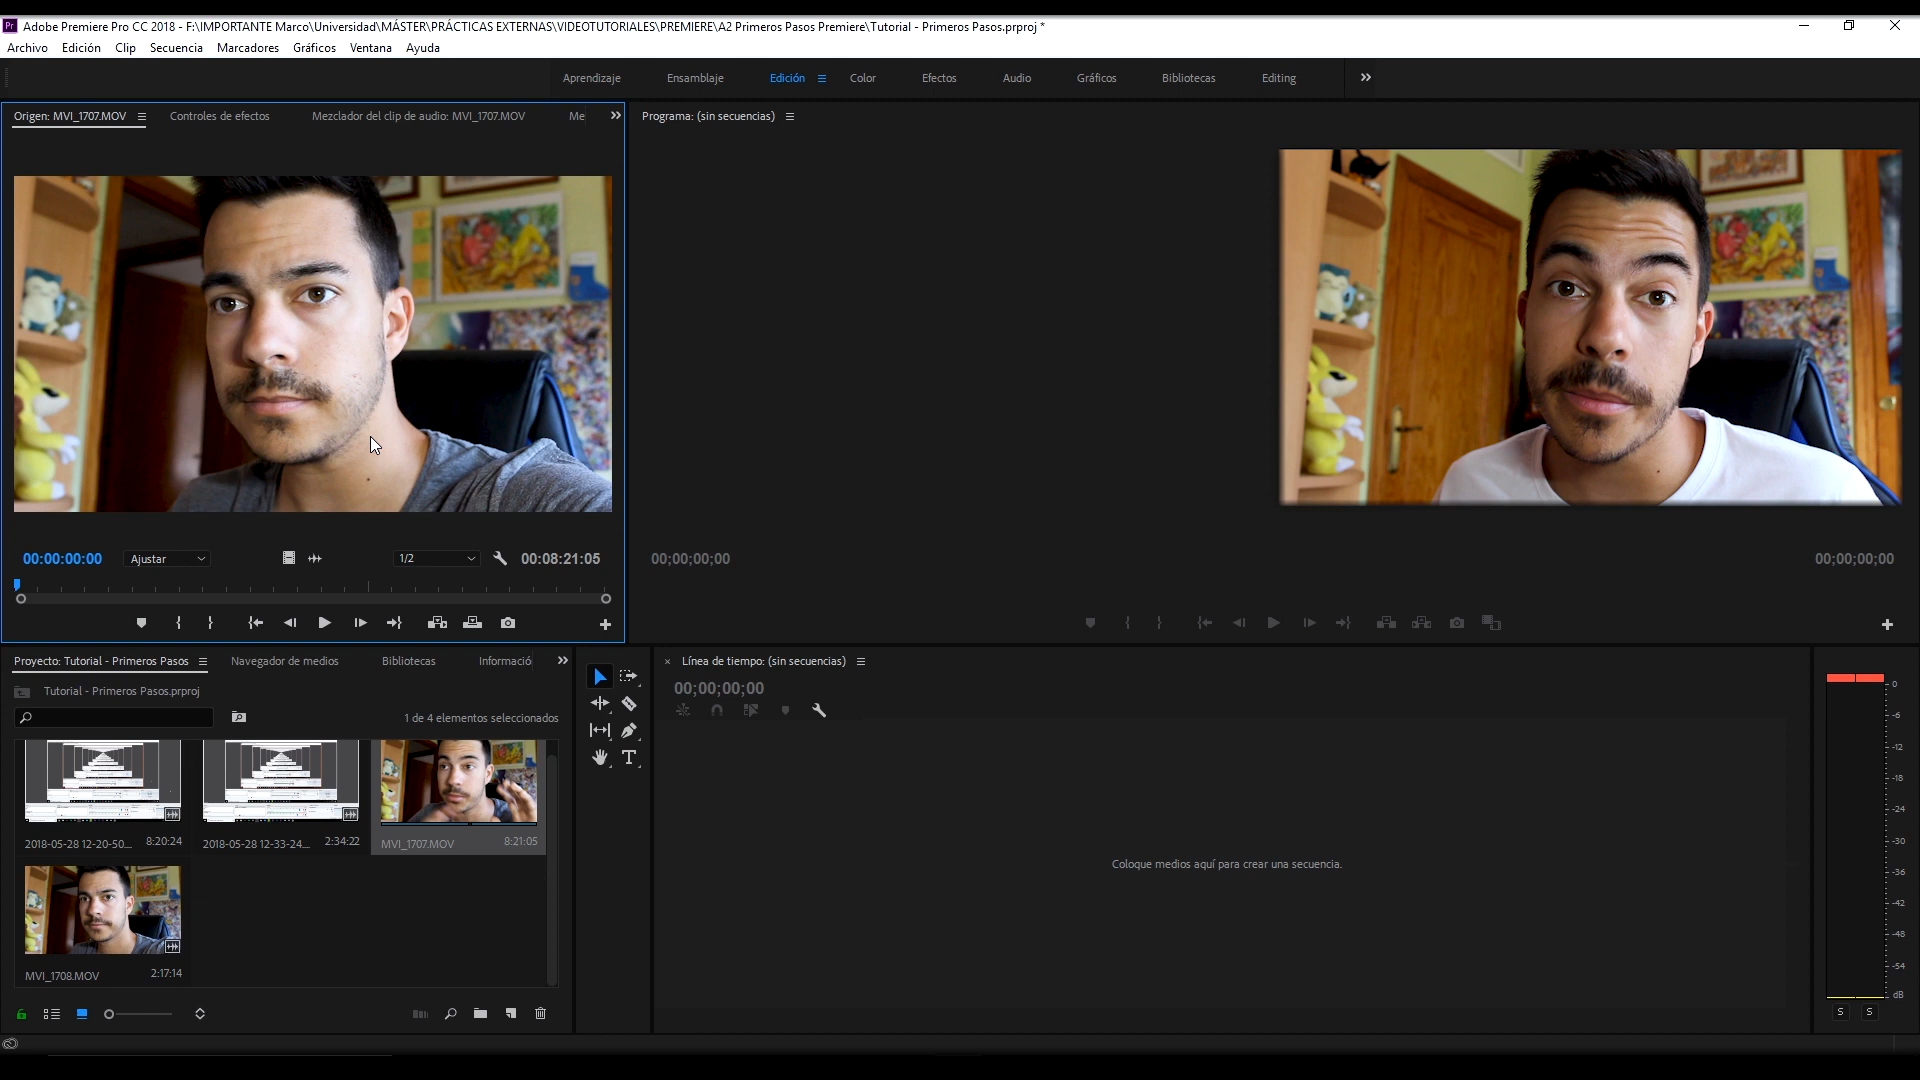 Adobe Premiere Pro CC 2018 - F:\IMPORTANTE Marco\Universidad\MÁSTER\PRÁCTICAS EXTERNAS\VIDEOTUTORIALES\PREMIERE\A2 Primeros Pasos Premiere\Tutorial - Primeros Pasos.prproj *
Archivo Edición Clip Secuencia Marcadores Gráficos Ventana Ayuda
Aprendizaje Ensamblaje Edición Color Efectos Audio Gráficos Bibliotecas Editing
Origen: MVI_1707.MOV Controles de efectos Mezclador del clip de audio: MVI_1707.MOV Me
Programa: (sin secuencias)
00:00:00:00 Ajustar 1/2 00:08:21:05
00;00;00;00 00;00;00;00
Proyecto: Tutorial - Primeros Pasos Navegador de medios Bibliotecas Informació
Tutorial - Primeros Pasos.prproj
1 de 4 elementos seleccionados
2018-05-28 12-20-50... 8:20:24
2018-05-28 12-33-24... 2:34:22
MVI_1707.MOV 8:21:05
MVI_1708.MOV 2:17:14
Línea de tiempo: (sin secuencias)
00;00;00;00
Coloque medios aquí para crear una secuencia.
0
-6
-12
-18
-24
-30
-36
-42
-48
-54
dB
S S